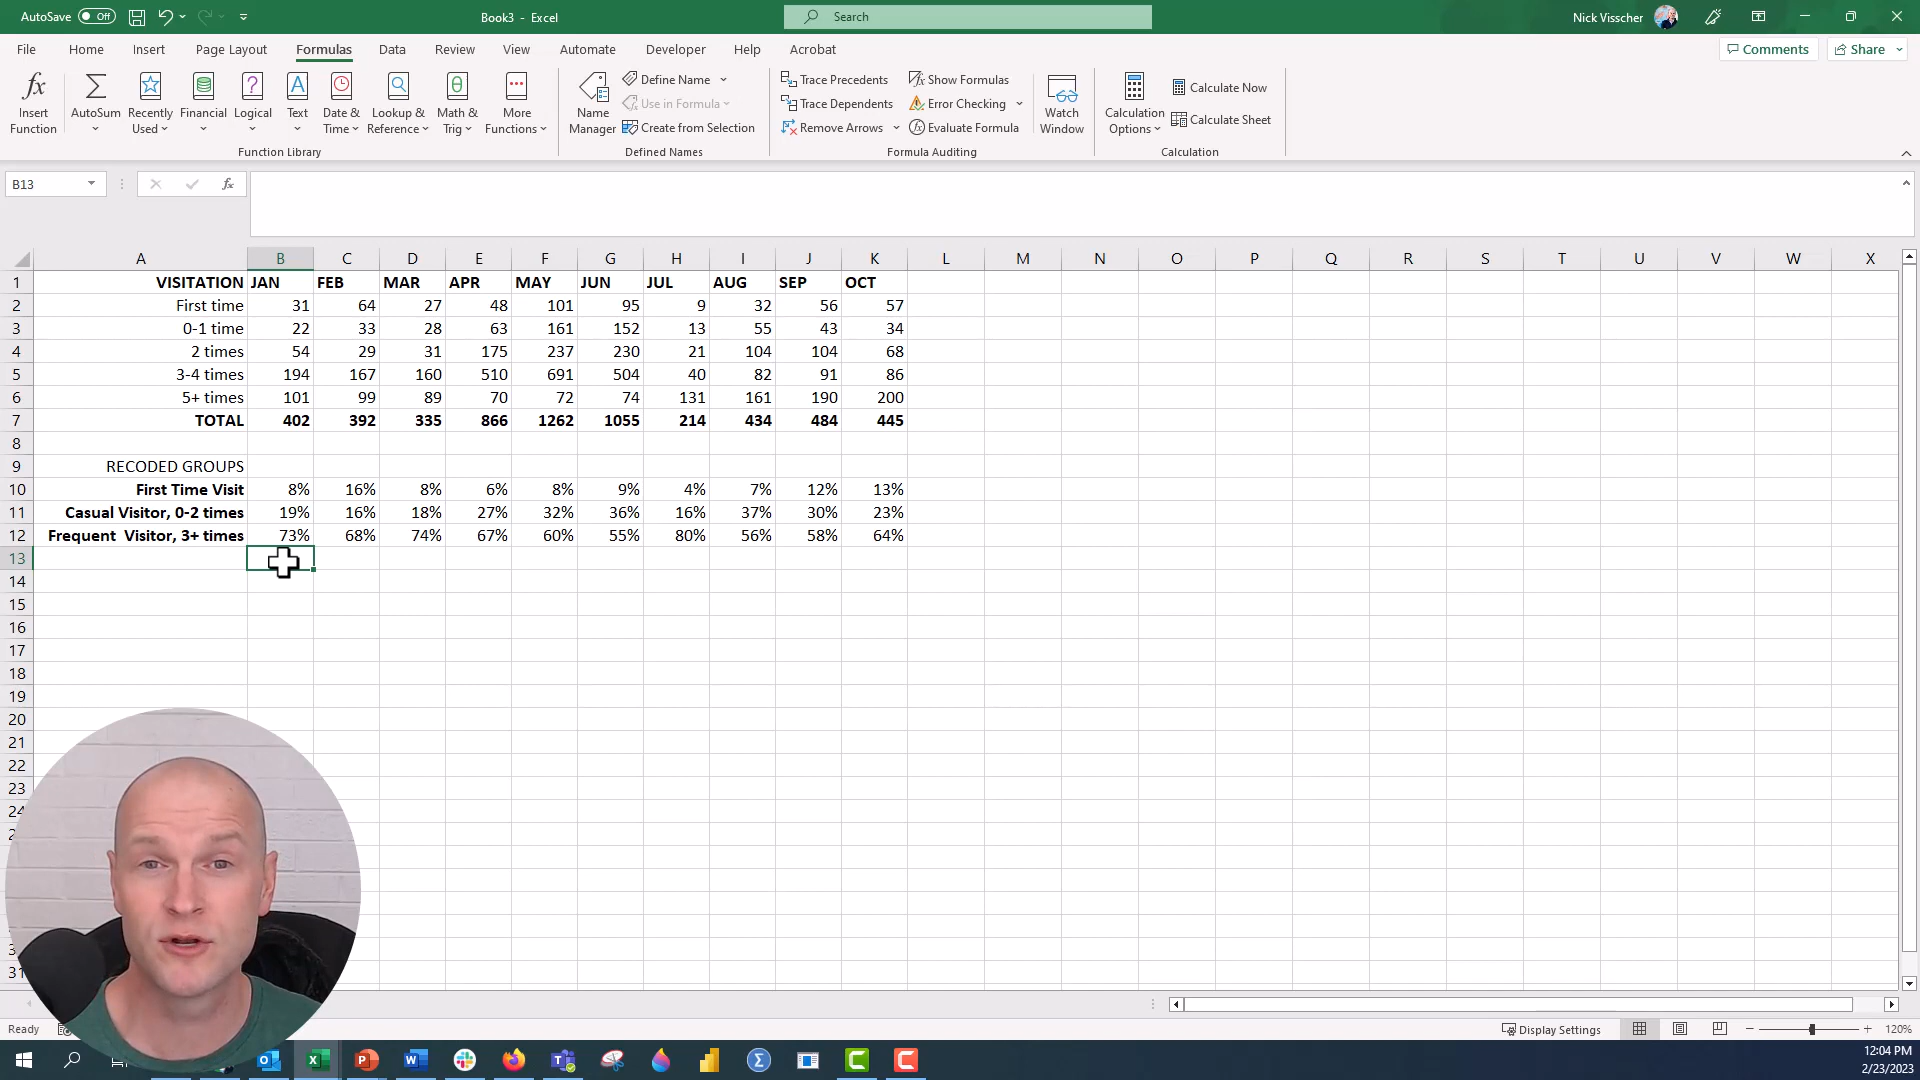 AutoSave Off Book3 - Excel Search Nick Visscher
File Home Insert Page Layout Formulas Data Review View Automate Developer Help Acrobat Comments Share
fx Insert Function
Σ AutoSum
Recently Used
Financial
Logical
Text
Date & Time
Lookup & Reference
Math & Trig
More Functions
Function Library
Name Manager
Define Name
Use in Formula
Create from Selection
Defined Names
Trace Precedents
Trace Dependents
Remove Arrows
Show Formulas
Error Checking
Evaluate Formula
Formula Auditing
Watch Window
Calculation Options
Calculate Now
Calculate Sheet
Calculation
B13 fx
A B C D E F G H I J K L M N O P Q R S T U V W X
1 VISITATION JAN FEB MAR APR MAY JUN JUL AUG SEP OCT
2 First time 31 64 27 48 101 95 9 32 56 57
3 0-1 time 22 33 28 63 161 152 13 55 43 34
4 2 times 54 29 31 175 237 230 21 104 104 68
5 3-4 times 194 167 160 510 691 504 40 82 91 86
6 5+ times 101 99 89 70 72 74 131 161 190 200
7 TOTAL 402 392 335 866 1262 1055 214 434 484 445
8
9 RECODED GROUPS
10 First Time Visit 8% 16% 8% 6% 8% 9% 4% 7% 12% 13%
11 Casual Visitor, 0-2 times 19% 16% 18% 27% 32% 36% 16% 37% 30% 23%
12 Frequent Visitor, 3+ times 73% 68% 74% 67% 60% 55% 80% 56% 58% 64%
13
14
15
16
17
18
19
20
21
22
23
24
31
Ready Display Settings 120%
12:04 PM
2/23/2023